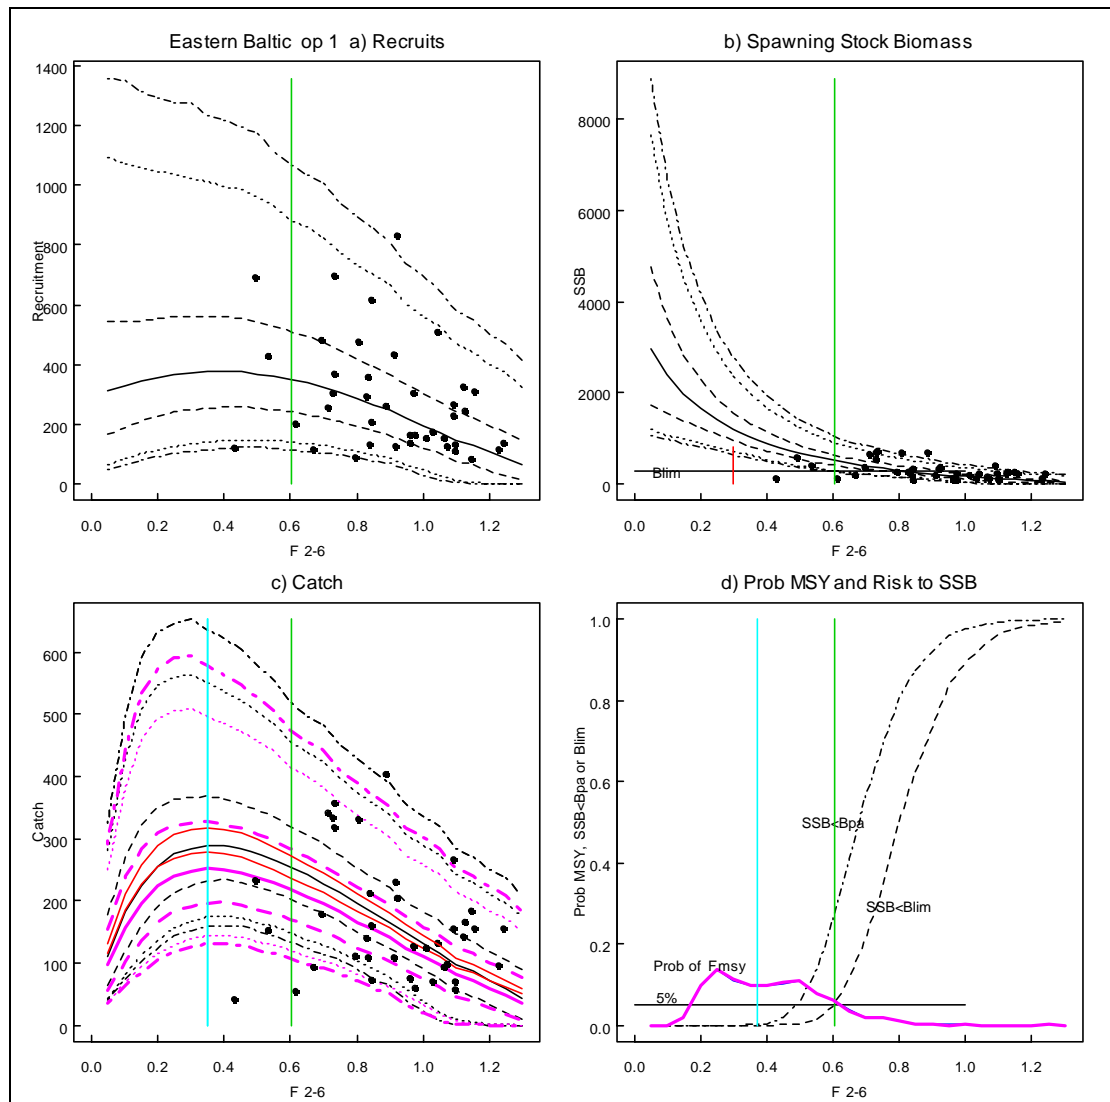 Eastern Baltic op 1 a) Recruits
1400
1200
1000
800
600
400
200
0
Recruitment
0.0 0.2 0.4 0.6 0.8 1.0 1.2
F 2-6
b) Spawning Stock Biomass
8000
6000
4000
2000
0
SSB
Blim
0.0 0.2 0.4 0.6 0.8 1.0 1.2
F 2-6
c) Catch
600
500
400
300
200
100
0
Catch
0.0 0.2 0.4 0.6 0.8 1.0 1.2
F 2-6
d) Prob MSY and Risk to SSB
1.0
0.8
0.6
0.4
0.2
0.0
Prob MSY, SSB<Bpa or Blim
SSB<Bpa
SSB<Blim
Prob of Fmsy
5%
0.0 0.2 0.4 0.6 0.8 1.0 1.2
F 2-6